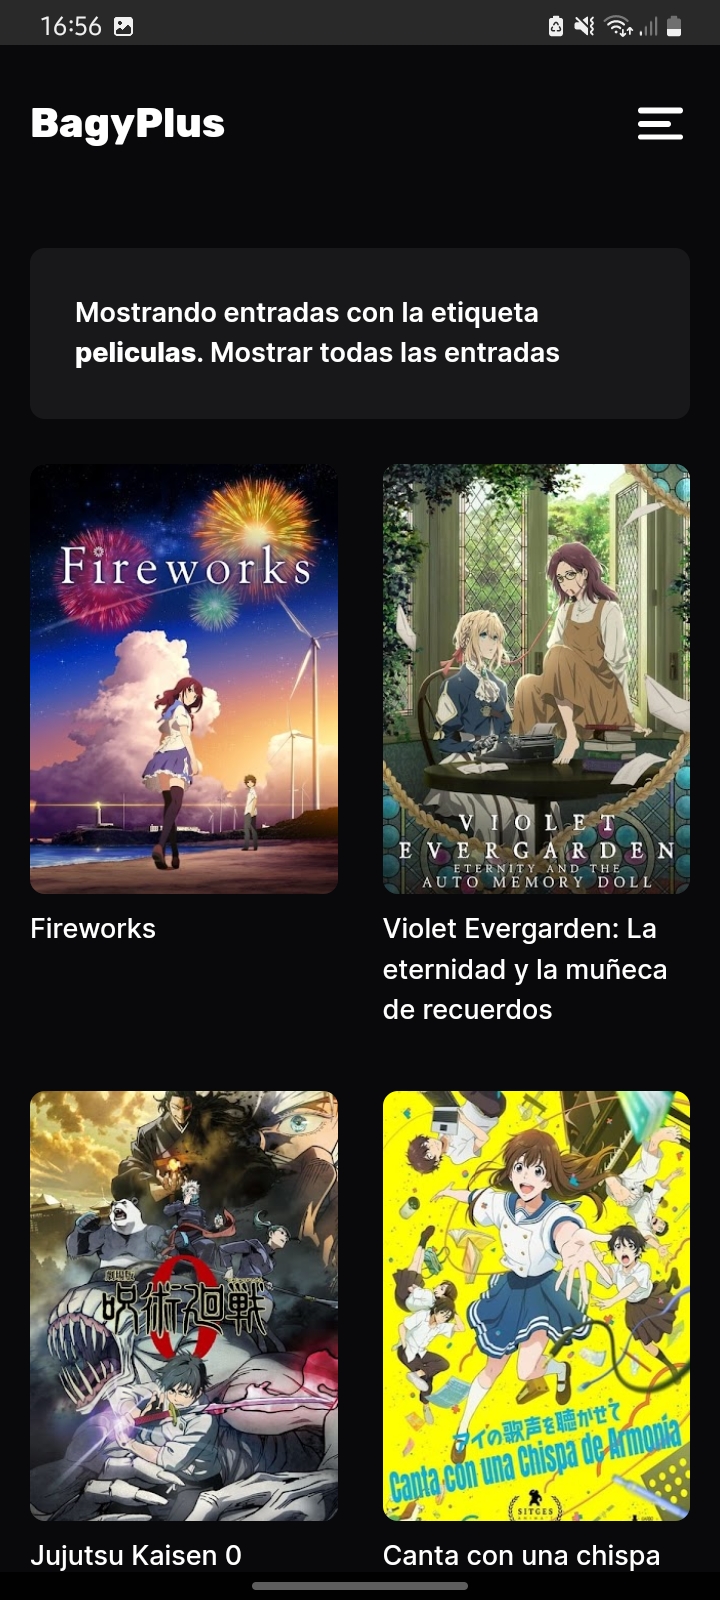 16:56
BagyPlus
Mostrando entradas con la etiqueta
peliculas. Mostrar todas las entradas
Fireworks
VIOLET
EVERGARDEN
ETERNITY AND THE
AUTO MEMORY DOLL
Fireworks
Violet Evergarden: La
eternidad y la muñeca
de recuerdos
劇場版
呪術廻戦
0
アイの歌声を聴かせて
Canta con una Chispa de Armonía
SITGES
Jujutsu Kaisen 0
Canta con una chispa